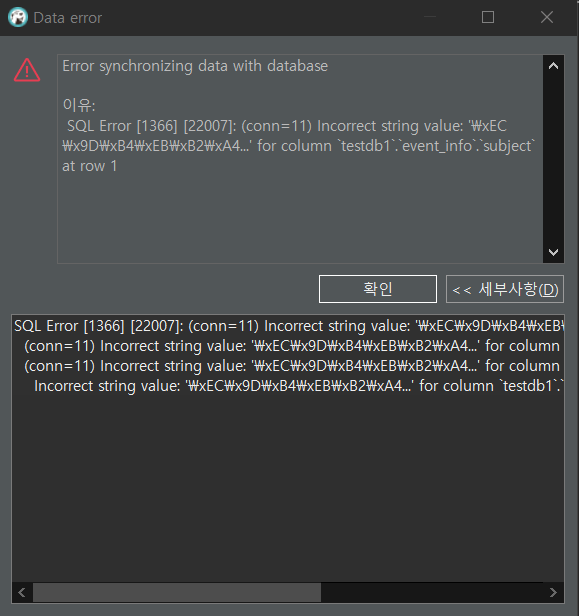 Data error
Error synchronizing data with database
이유:
SQL Error [1366] [22007]: (conn=11) Incorrect string value: '₩xEC
₩x9D₩xB4₩xEB₩xB2₩xA4...' for column `testdb1`.`event_info`.`subject`
at row 1
확인
<< 세부사항(D)
SQL Error [1366] [22007]: (conn=11) Incorrect string value: '₩xEC₩x9D₩xB4₩xEB₩
(conn=11) Incorrect string value: '₩xEC₩x9D₩xB4₩xEB₩xB2₩xA4...' for column
(conn=11) Incorrect string value: '₩xEC₩x9D₩xB4₩xEB₩xB2₩xA4...' for column
Incorrect string value: '₩xEC₩x9D₩xB4₩xEB₩xB2₩xA4...' for column `testdb1`.`